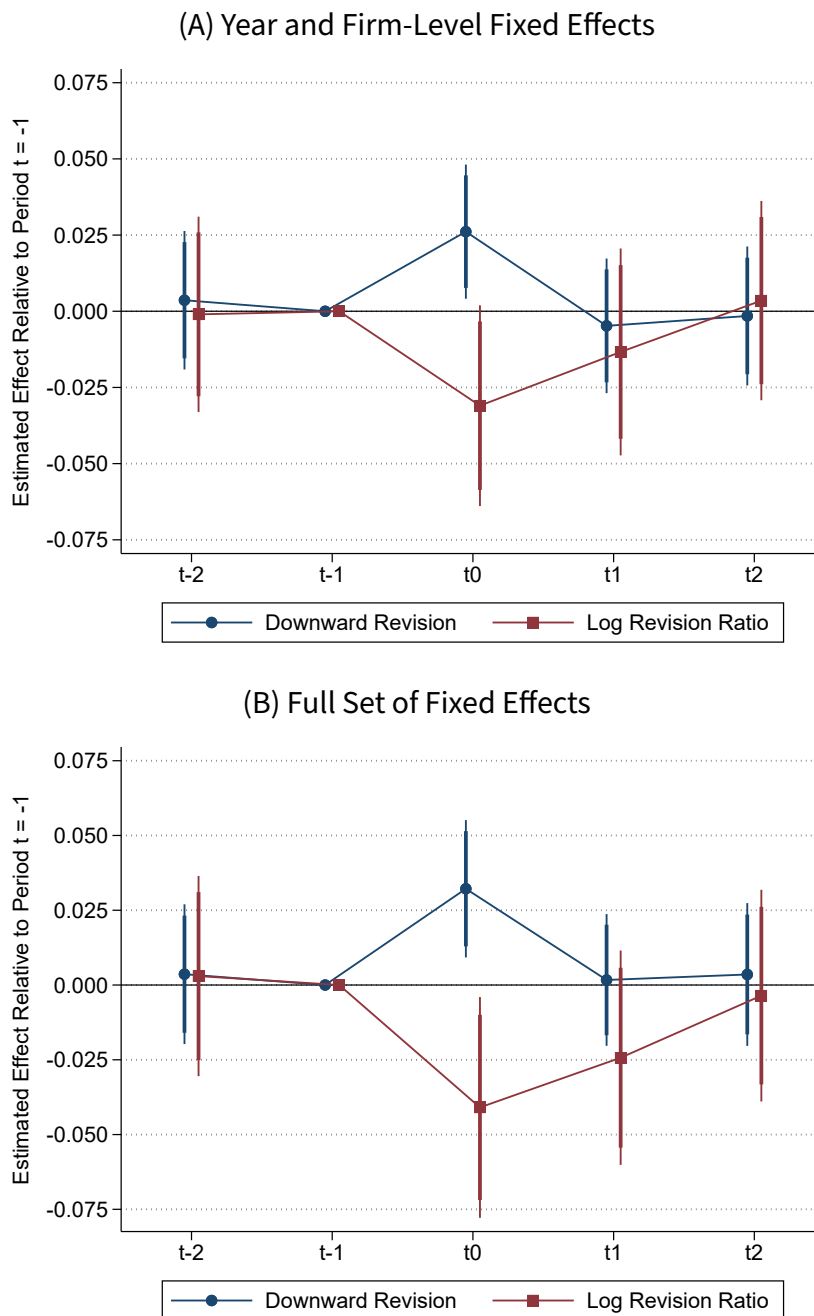 (A) Year and Firm-Level Fixed Effects
Estimated Effect Relative to Period t = -1
0.075
0.050
0.025
0.000
-0.025
-0.050
-0.075
t-2 t-1 t0 t1 t2
Downward Revision Log Revision Ratio
(B) Full Set of Fixed Effects
Estimated Effect Relative to Period t = -1
0.075
0.050
0.025
0.000
-0.025
-0.050
-0.075
t-2 t-1 t0 t1 t2
Downward Revision Log Revision Ratio